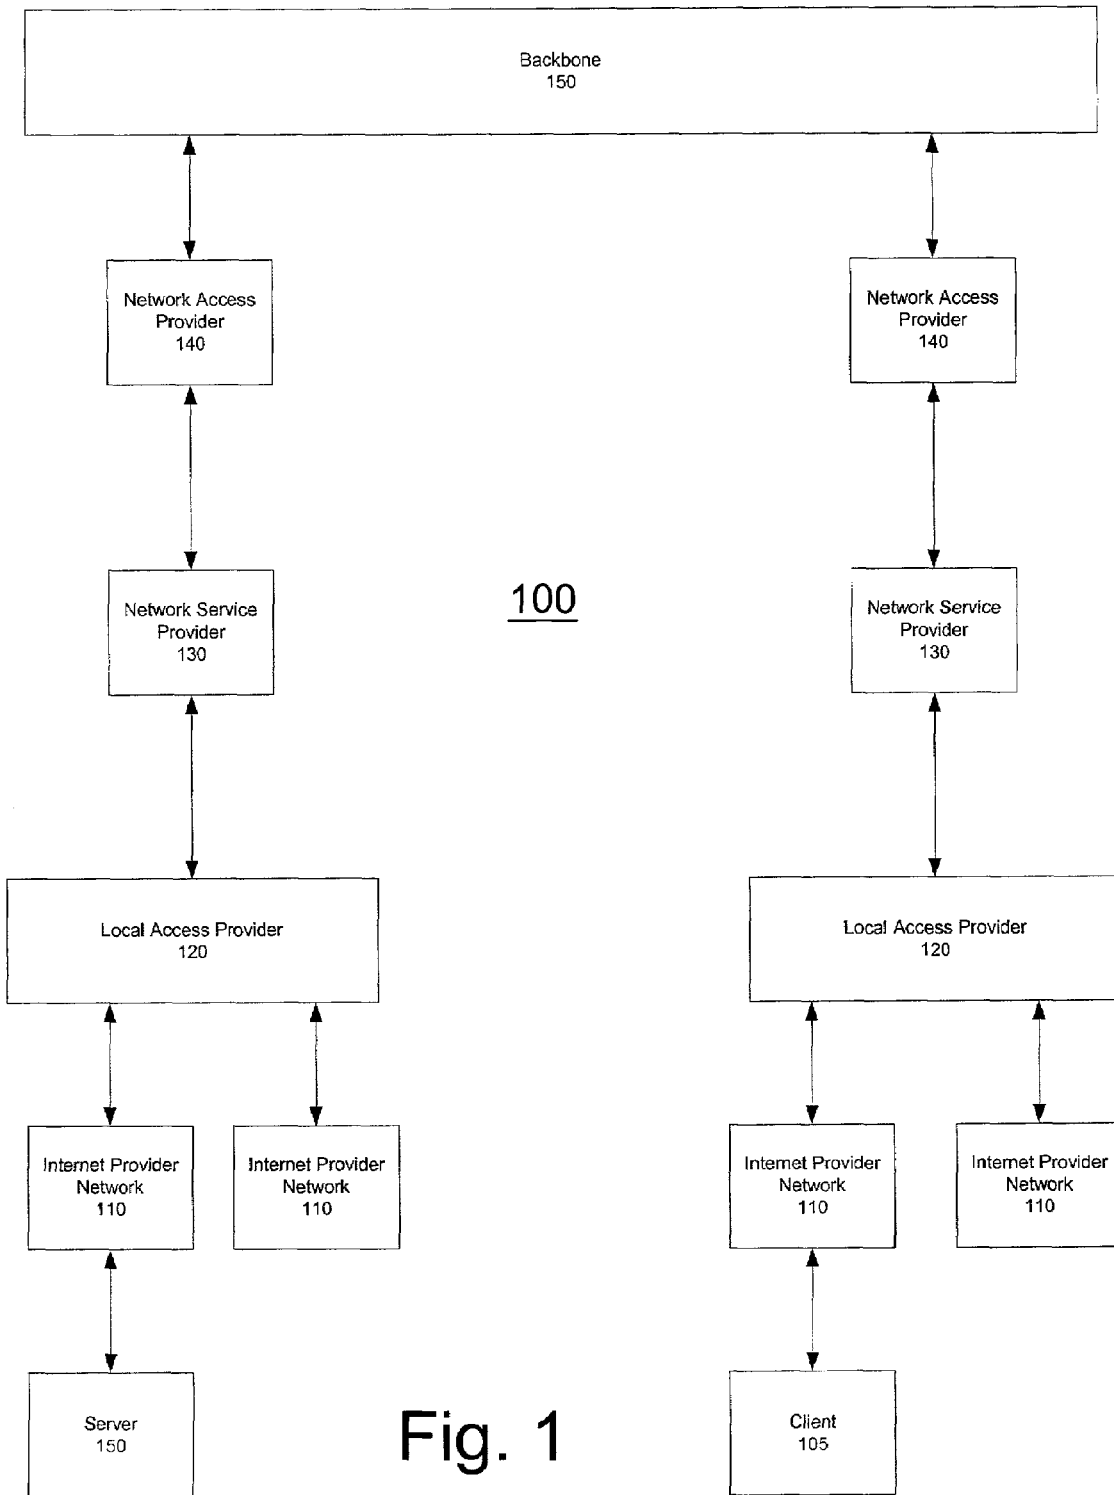 Backbone
150
Network Access
Provider
140
Network Access
Provider
140
Network Service
Provider
130
100
Network Service
Provider
130
Local Access Provider
120
Local Access Provider
120
Internet Provider
Network
110
Internet Provider
Network
110
Internet Provider
Network
110
Internet Provider
Network
110
Server
150
Fig. 1
Client
105